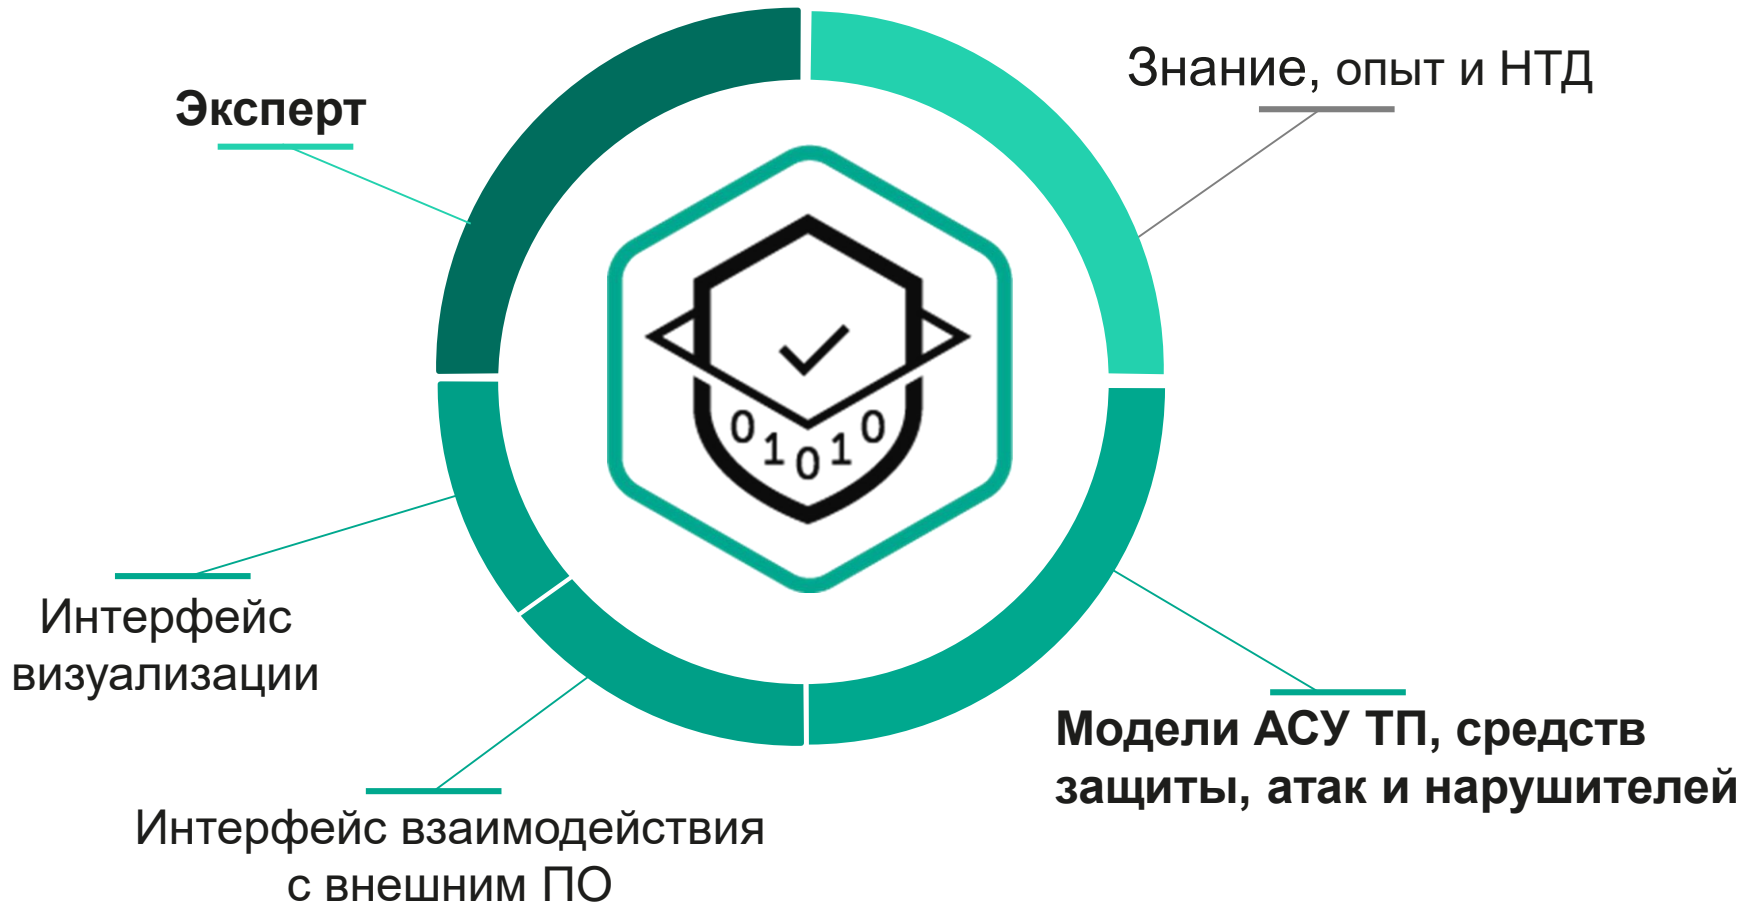 Эксперт
Знание, опыт и НТД
0 1 0 1 0
Интерфейс
визуализации
Модели АСУ ТП, средств
защиты, атак и нарушителей
Интерфейс взаимодействия
с внешним ПО